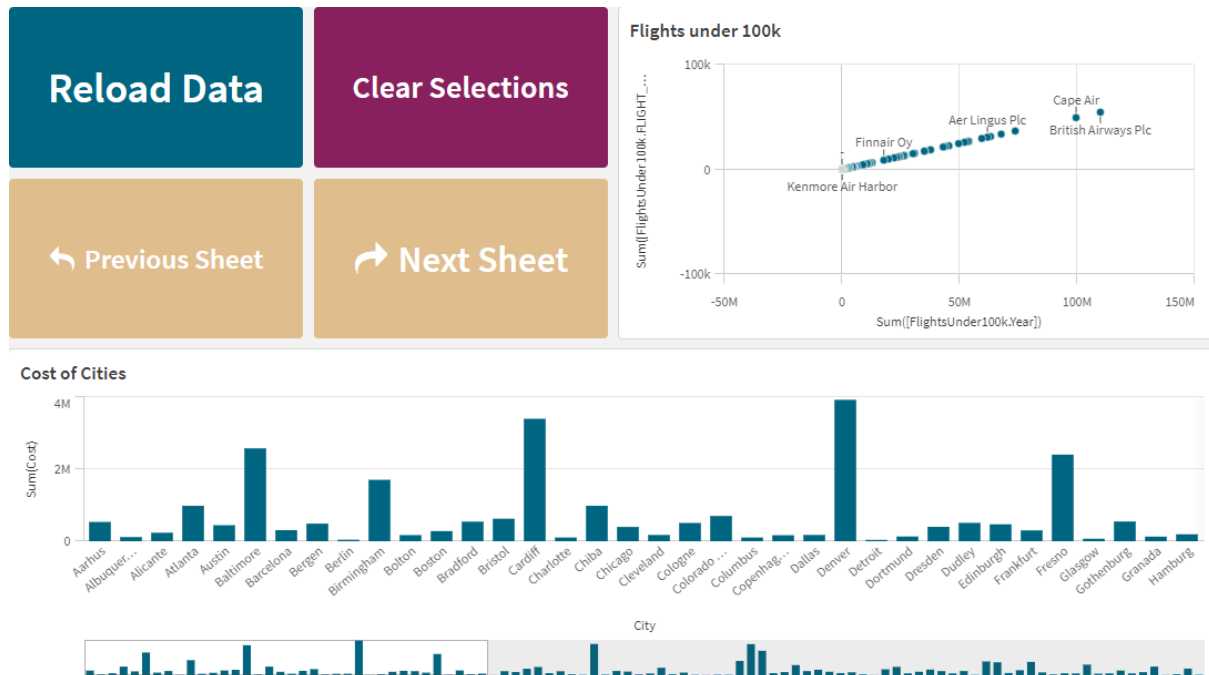 Reload Data
Clear Selections
Previous Sheet
Next Sheet
Flights under 100k
Sum([FlightsUnder100k.FLIGHT_...
100k
0
-100k
Cape Air
British Airways Plc
Aer Lingus Plc
Finnair Oy
Kenmore Air Harbor
-50M
0
50M
100M
150M
Sum([FlightsUnder100k.Year])
Cost of Cities
Sum(Cost)
4M
2M
0
Aarhus
Albuquer...
Alicante
Atlanta
Austin
Baltimore
Barcelona
Bergen
Berlin
Birmingham
Bolton
Boston
Bradford
Bristol
Cardiff
Charlotte
Chiba
Chicago
Cleveland
Cologne
Colorado ...
Columbus
Copenhag...
Dallas
Denver
Detroit
Dortmund
Dresden
Dudley
Edinburgh
Frankfurt
Fresno
Glasgow
Gothenburg
Granada
Hamburg
City